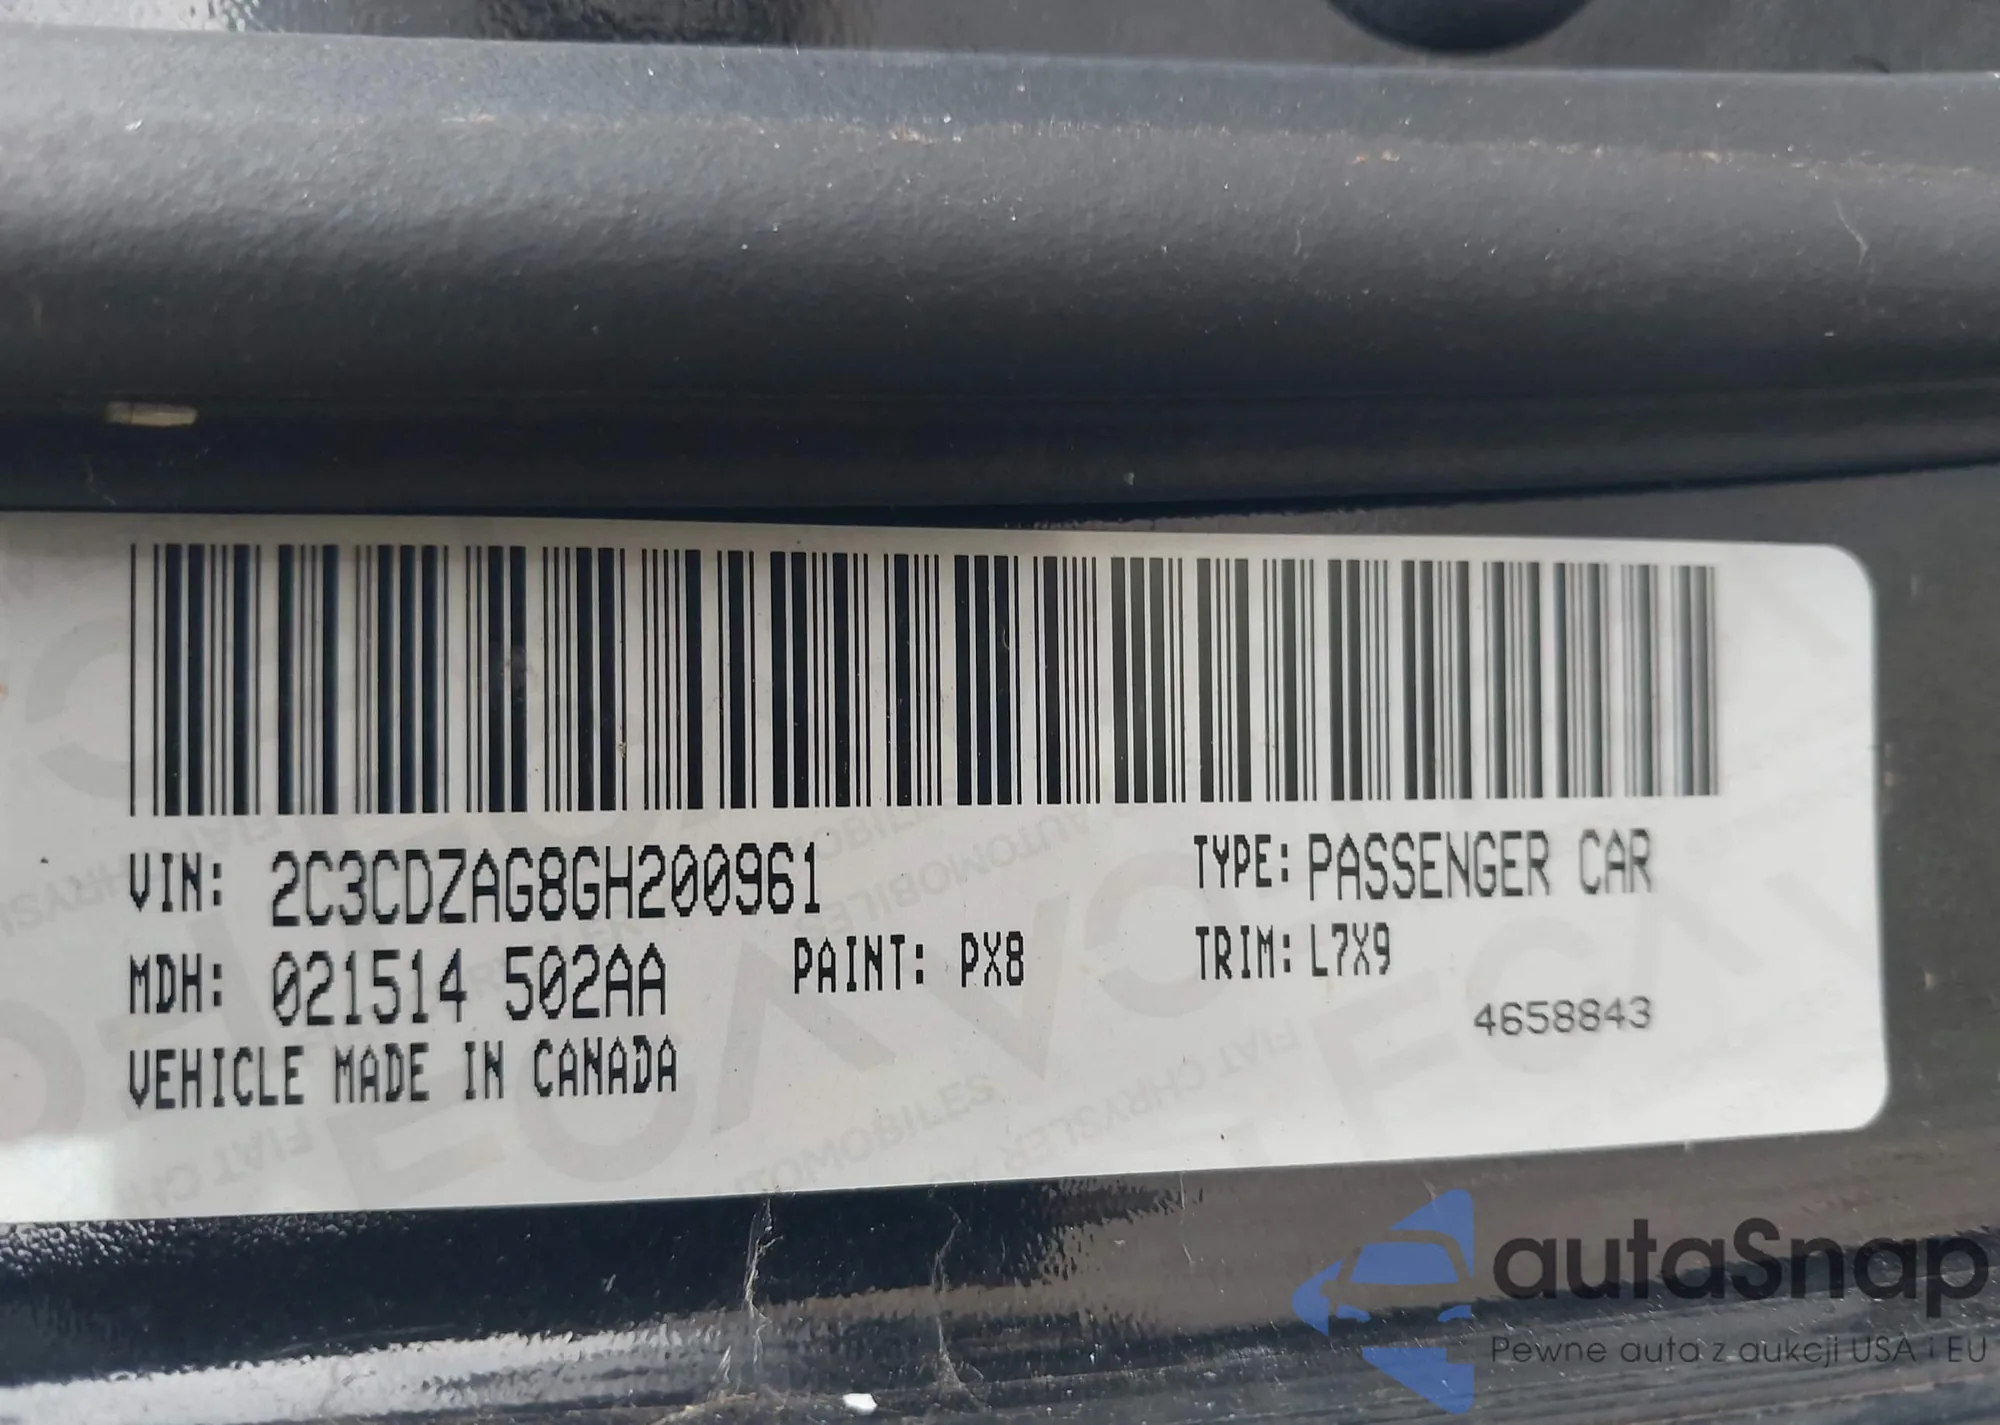 VIN: 2C3CDZAG8GH200961
TYPE: PASSENGER CAR
MDH: 021514 502AA
PAINT: PX8
TRIM: L7X9
4658843
VEHICLE MADE IN CANADA
autaSnap
Pewne auta z aukcji USA i EU